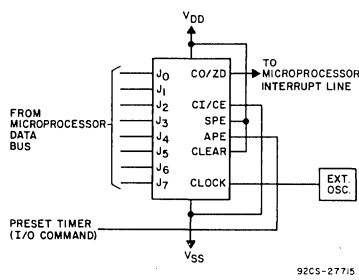 VDD
J0
J1
J2
J3
J4
J5
J6
J7
CO/ZD
CI/CE
SPE
APE
CLEAR
CLOCK
TO
MICROPROCESSOR
INTERRUPT LINE
FROM
MICROPROCESSOR
DATA
BUS
EXT.
OSC.
PRESET TIMER
(I/O COMMAND)
VSS
92CS-27715